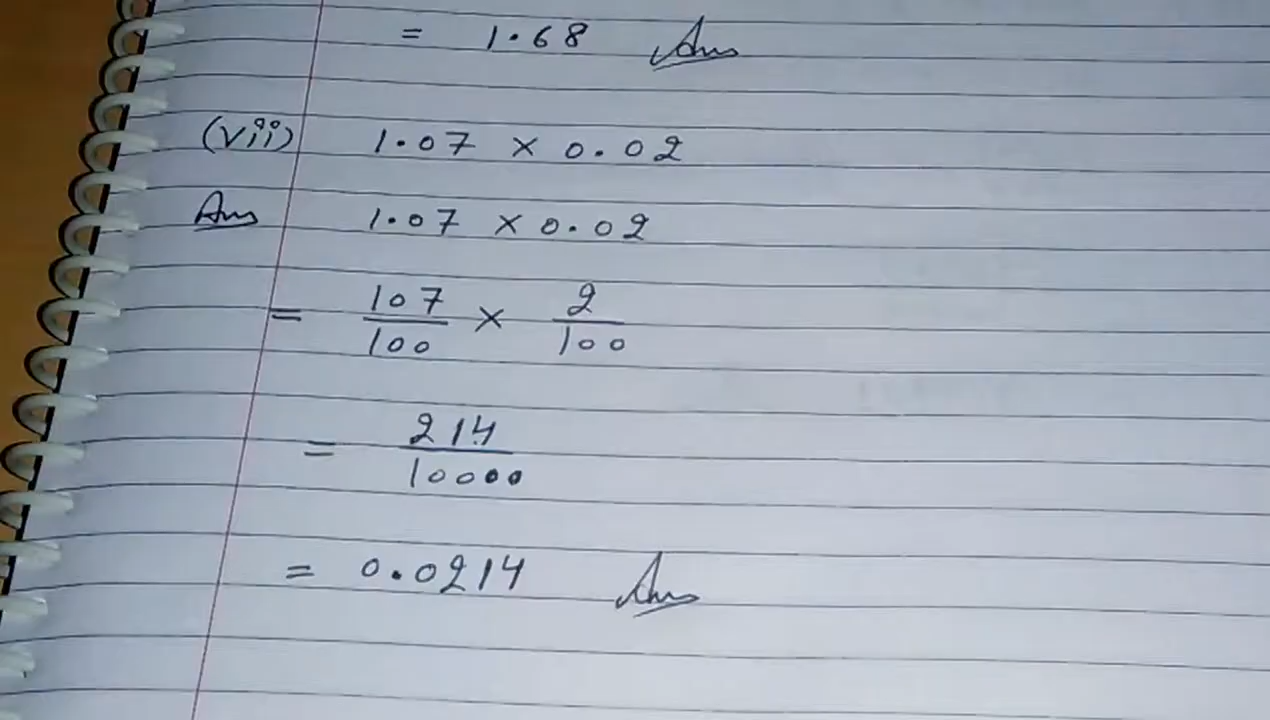 = 1.68 Ans
(vii) 1.07 × 0.02
Ans 1.07 × 0.02
= 107/100 × 2/100
= 214/10000
= 0.0214 Ans